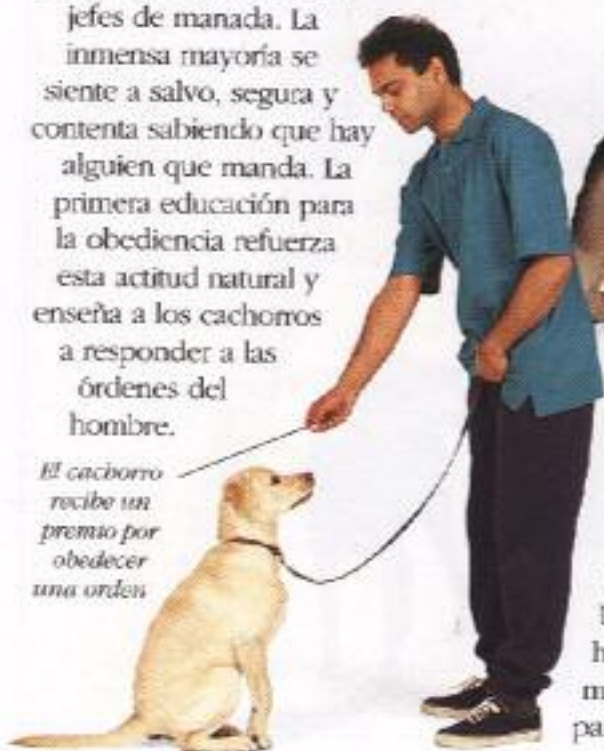 jefes de manada. La
inmensa mayoría se
siente a salvo, segura y
contenta sabiendo que hay
alguien que manda. La
primera educación para
la obediencia refuerza
esta actitud natural y
enseña a los cachorros
a responder a las
órdenes del
hombre.
El cachorro
recibe un
premio por
obedecer
una orden